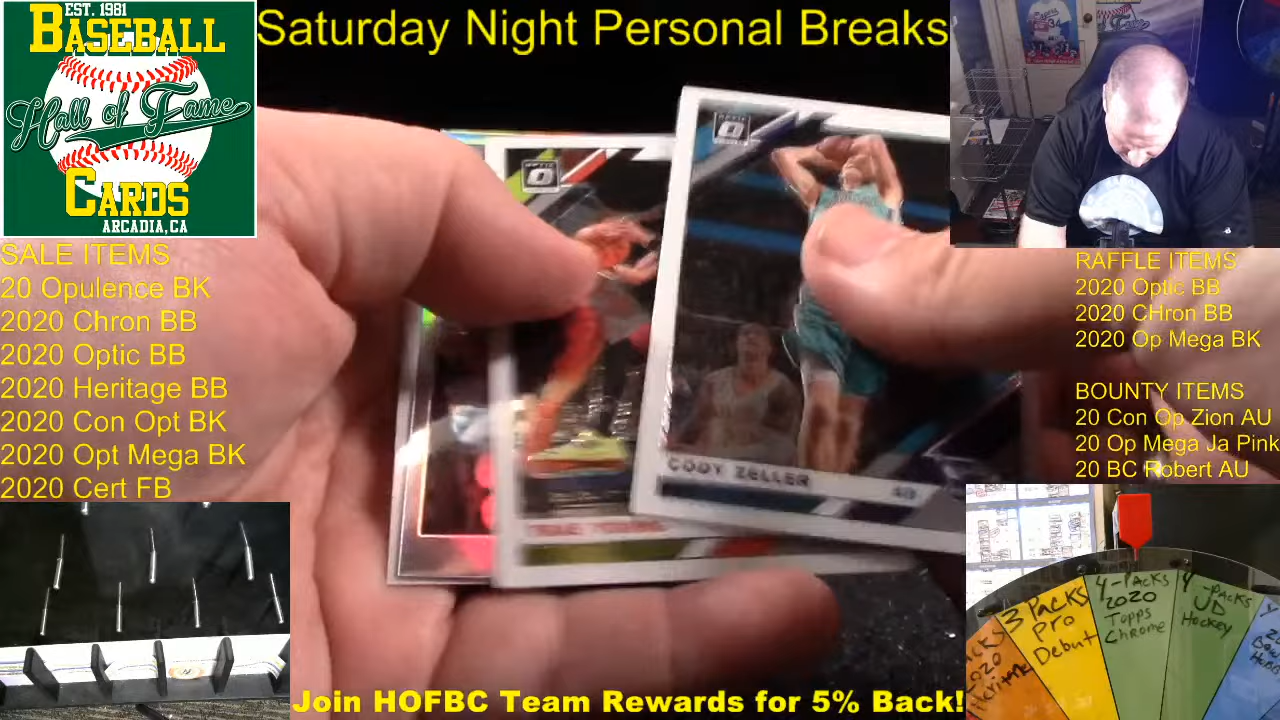 EST. 1981
BASEBALL
Hall of Fame
CARDS
ARCADIA, CA
Saturday Night Personal Breaks
SALE ITEMS
20 Opulence BK
2020 Chron BB
2020 Optic BB
2020 Heritage BB
2020 Con Opt BK
2020 Opt Mega BK
2020 Cert FB
RAFFLE ITEMS
2020 Optic BB
2020 CHron BB
2020 Op Mega BK
BOUNTY ITEMS
20 Con Op Zion AU
20 Op Mega Ja Pink
20 BC Robert AU
CODY ZELLER
3 PACKS
PRO
Debut
4-PACKS
2020
Topps
Chrome
UD
Hockey
Join HOFBC Team Rewards for 5% Back!